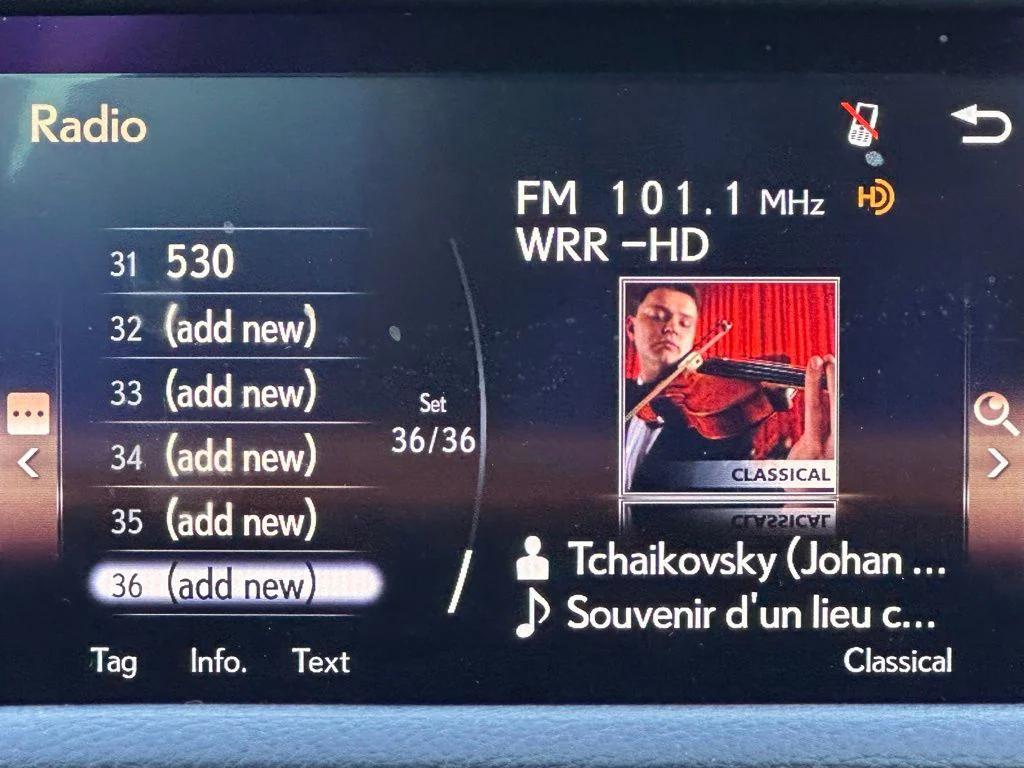 Radio
FM 101.1 MHz HD
WRR -HD
31 530
32 (add new)
33 (add new)
34 (add new)
35 (add new)
36 (add new)
Set
36/36
CLASSICAL
Tchaikovsky (Johan ...
Souvenir d'un lieu c...
Tag Info. Text
Classical